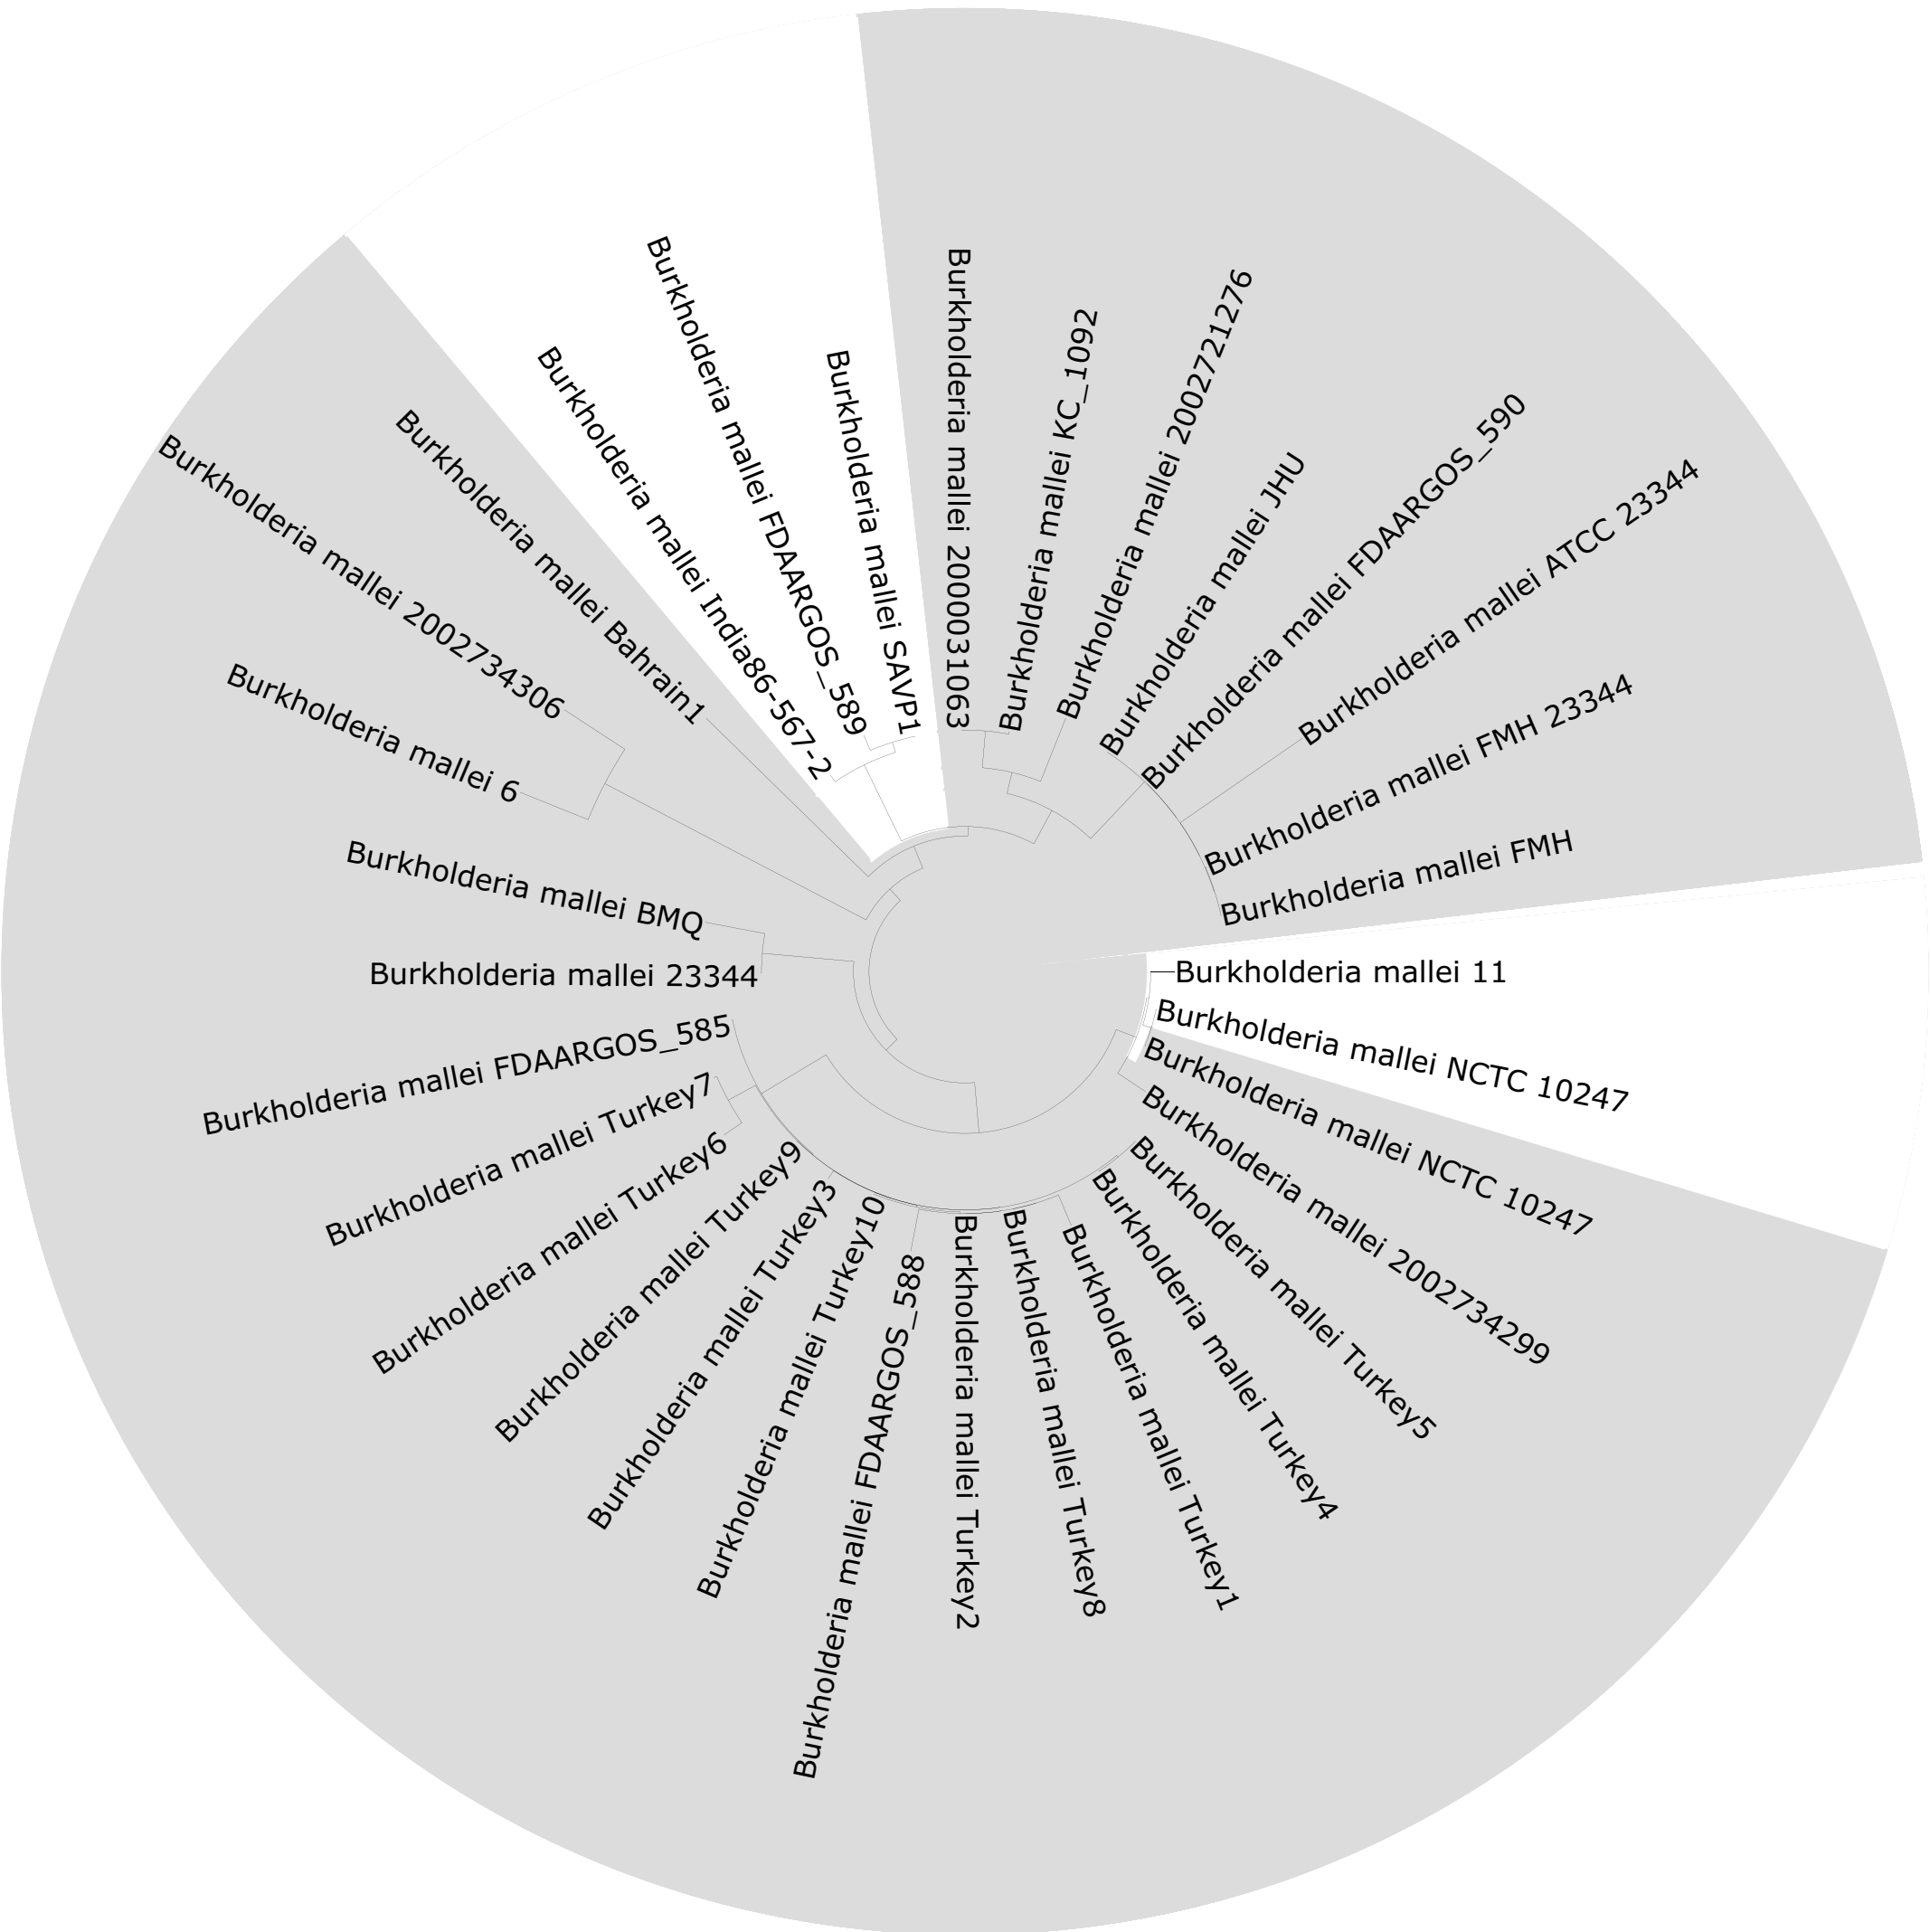 Burkholderia mallei 2000031063
Burkholderia mallei KC_1092
Burkholderia mallei 2002721276
Burkholderia mallei JHU
Burkholderia mallei FDAARGOS_590
Burkholderia mallei ATCC 23344
Burkholderia mallei FMH 23344
Burkholderia mallei FMH
Burkholderia mallei 11
Burkholderia mallei NCTC 10247
Burkholderia mallei NCTC 10247
Burkholderia mallei 2002734299
Burkholderia mallei Turkey5
Burkholderia mallei Turkey4
Burkholderia mallei Turkey1
Burkholderia mallei Turkey8
Burkholderia mallei Turkey2
Burkholderia mallei FDAARGOS_588
Burkholderia mallei Turkey10
Burkholderia mallei Turkey3
Burkholderia mallei Turkey9
Burkholderia mallei Turkey6
Burkholderia mallei Turkey7
Burkholderia mallei FDAARGOS_585
Burkholderia mallei 23344
Burkholderia mallei BMQ
Burkholderia mallei 6
Burkholderia mallei 2002734306
Burkholderia mallei Bahrain1
Burkholderia mallei India86-567-2
Burkholderia mallei FDAARGOS_589
Burkholderia mallei SAVP1